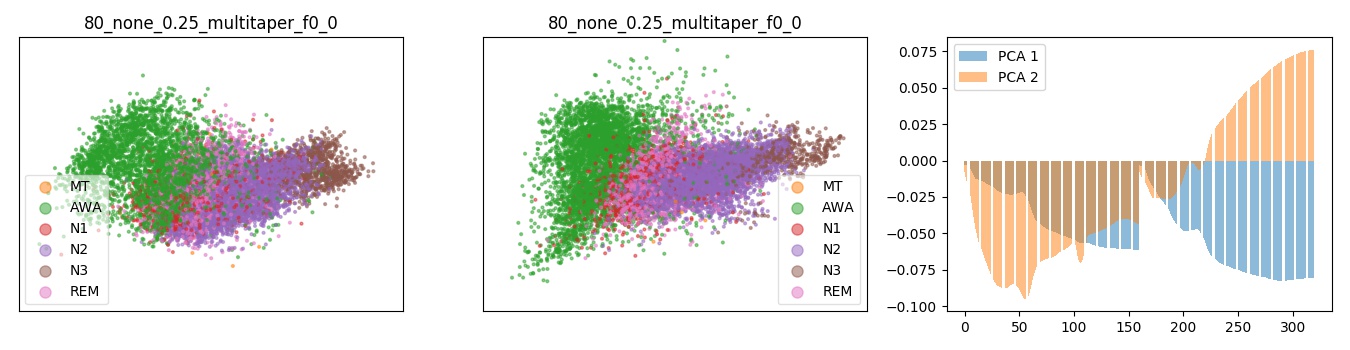 80_none_0.25_multitaper_f0_0
MT
AWA
N1
N2
N3
REM
80_none_0.25_multitaper_f0_0
MT
AWA
N1
N2
N3
REM
PCA 1
PCA 2
0.075
0.050
0.025
0.000
−0.025
−0.050
−0.075
−0.100
0 50 100 150 200 250 300